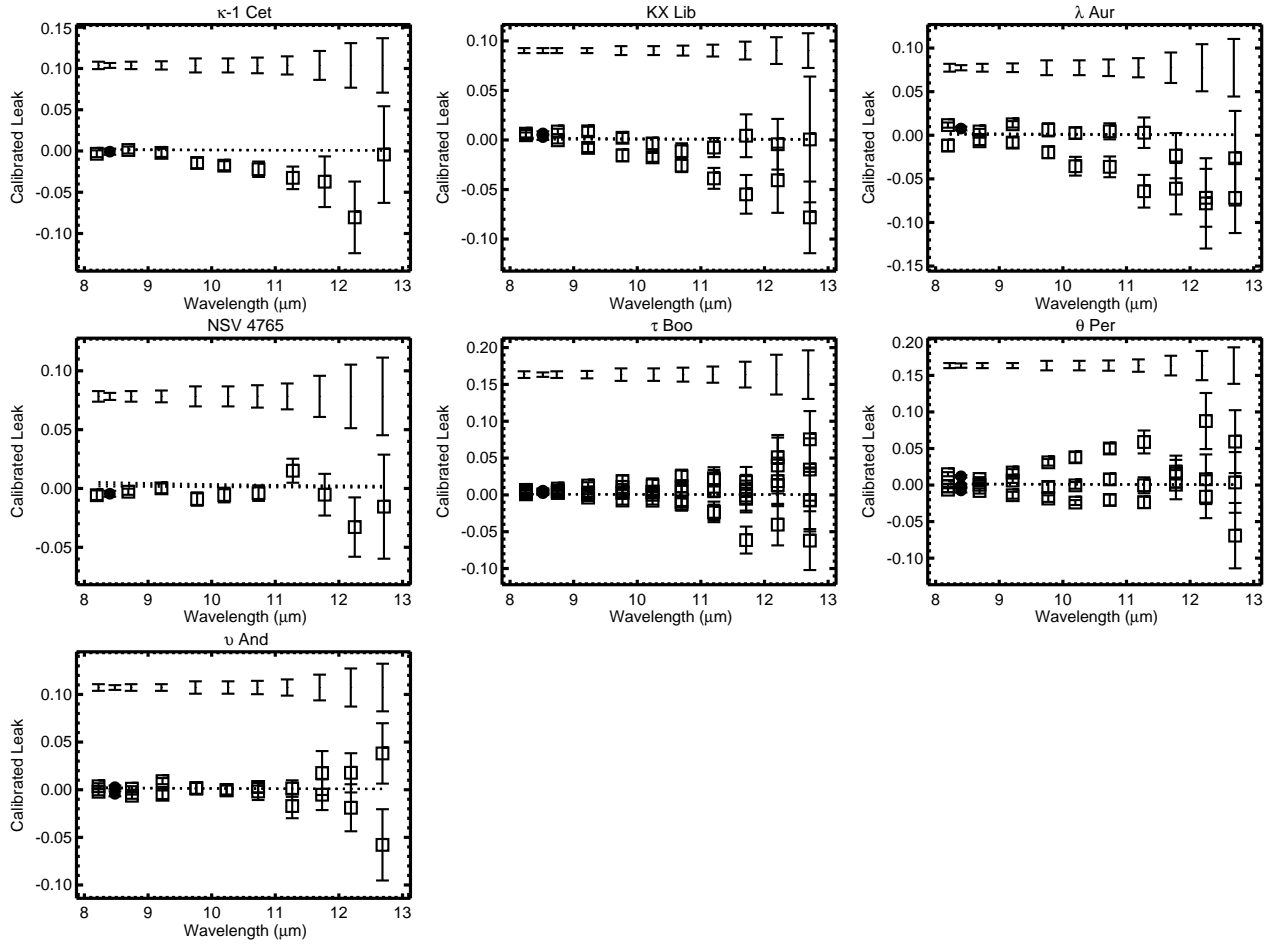 κ-1 Cet
Calibrated Leak
0.15
0.10
0.05
0.00
-0.05
-0.10
8 9 10 11 12 13
Wavelength (μm)
KX Lib
Calibrated Leak
0.10
0.05
0.00
-0.05
-0.10
8 9 10 11 12 13
Wavelength (μm)
λ Aur
Calibrated Leak
0.10
0.05
0.00
-0.05
-0.10
-0.15
8 9 10 11 12 13
Wavelength (μm)
NSV 4765
Calibrated Leak
0.10
0.05
0.00
-0.05
8 9 10 11 12 13
Wavelength (μm)
τ Boo
Calibrated Leak
0.20
0.15
0.10
0.05
0.00
-0.05
-0.10
8 9 10 11 12 13
Wavelength (μm)
θ Per
Calibrated Leak
0.20
0.15
0.10
0.05
0.00
-0.05
-0.10
8 9 10 11 12 13
Wavelength (μm)
υ And
Calibrated Leak
0.10
0.05
0.00
-0.05
-0.10
8 9 10 11 12 13
Wavelength (μm)